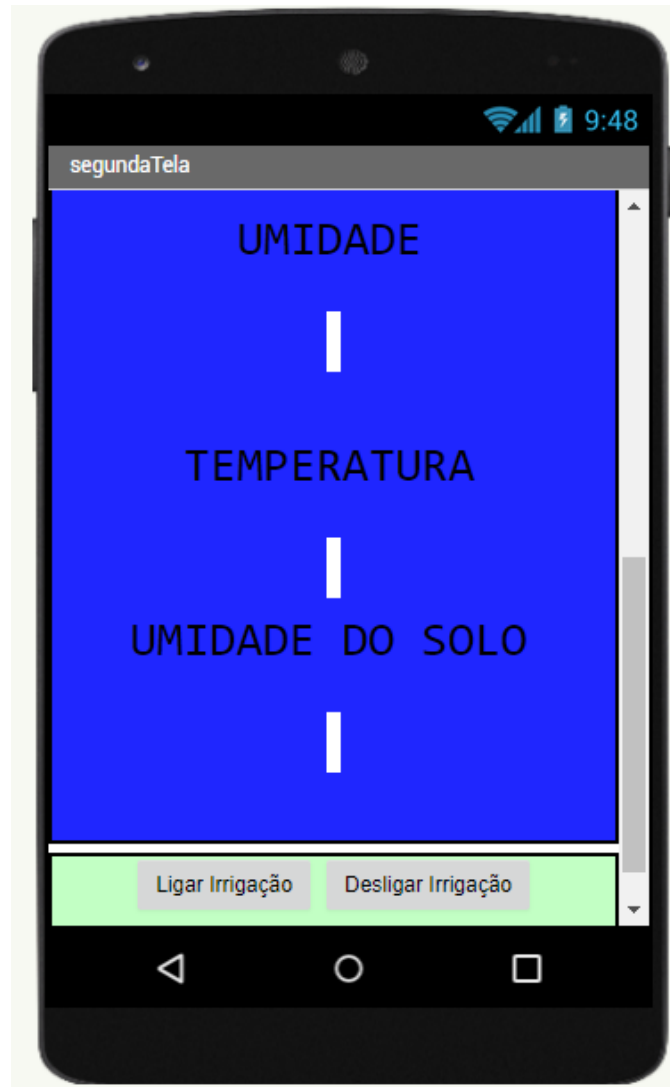 9:48
segundaTela
UMIDADE
TEMPERATURA
UMIDADE DO SOLO
Ligar Irrigação Desligar Irrigação